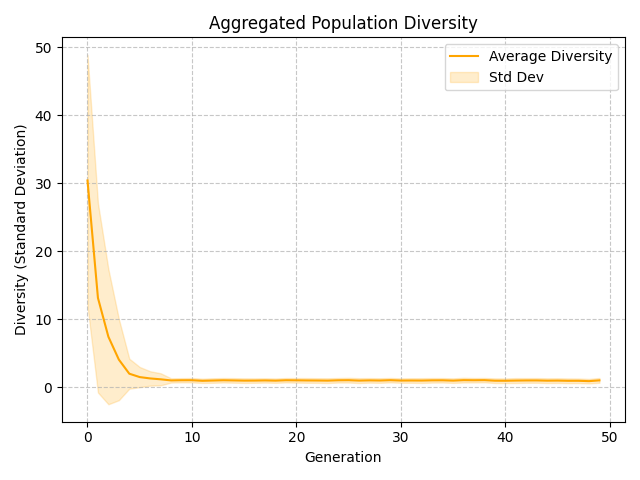 Aggregated Population Diversity
Average Diversity
Std Dev
Diversity (Standard Deviation)
50
40
30
20
10
0
0 10 20 30 40 50
Generation